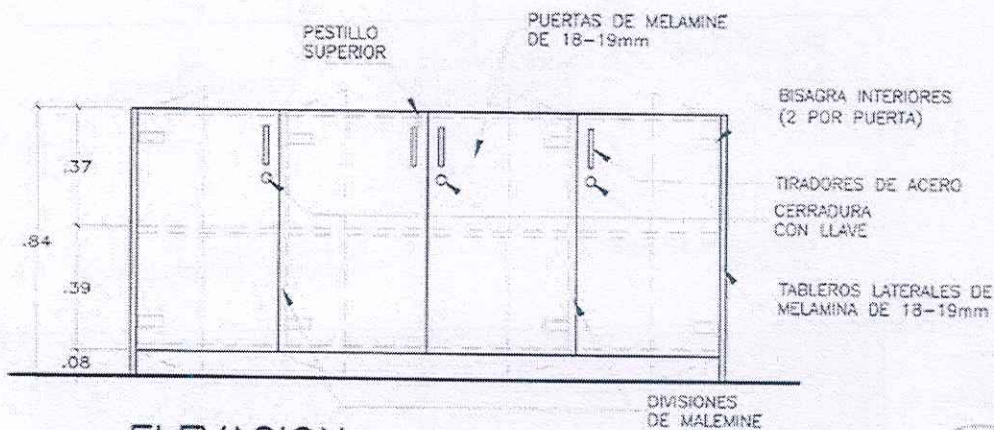 PUERTAS DE MELAMINE
DE 18-19mm
PESTILLO
SUPERIOR
BISAGRA INTERIORES
(2 POR PUERTA)
.37
TIRADORES DE ACERO
CERRADURA
CON LLAVE
.84
.39
TABLEROS LATERALES DE
MELAMINA DE 18-19mm
.08
DIVISIONES
DE MALEMINE
ELEVACION